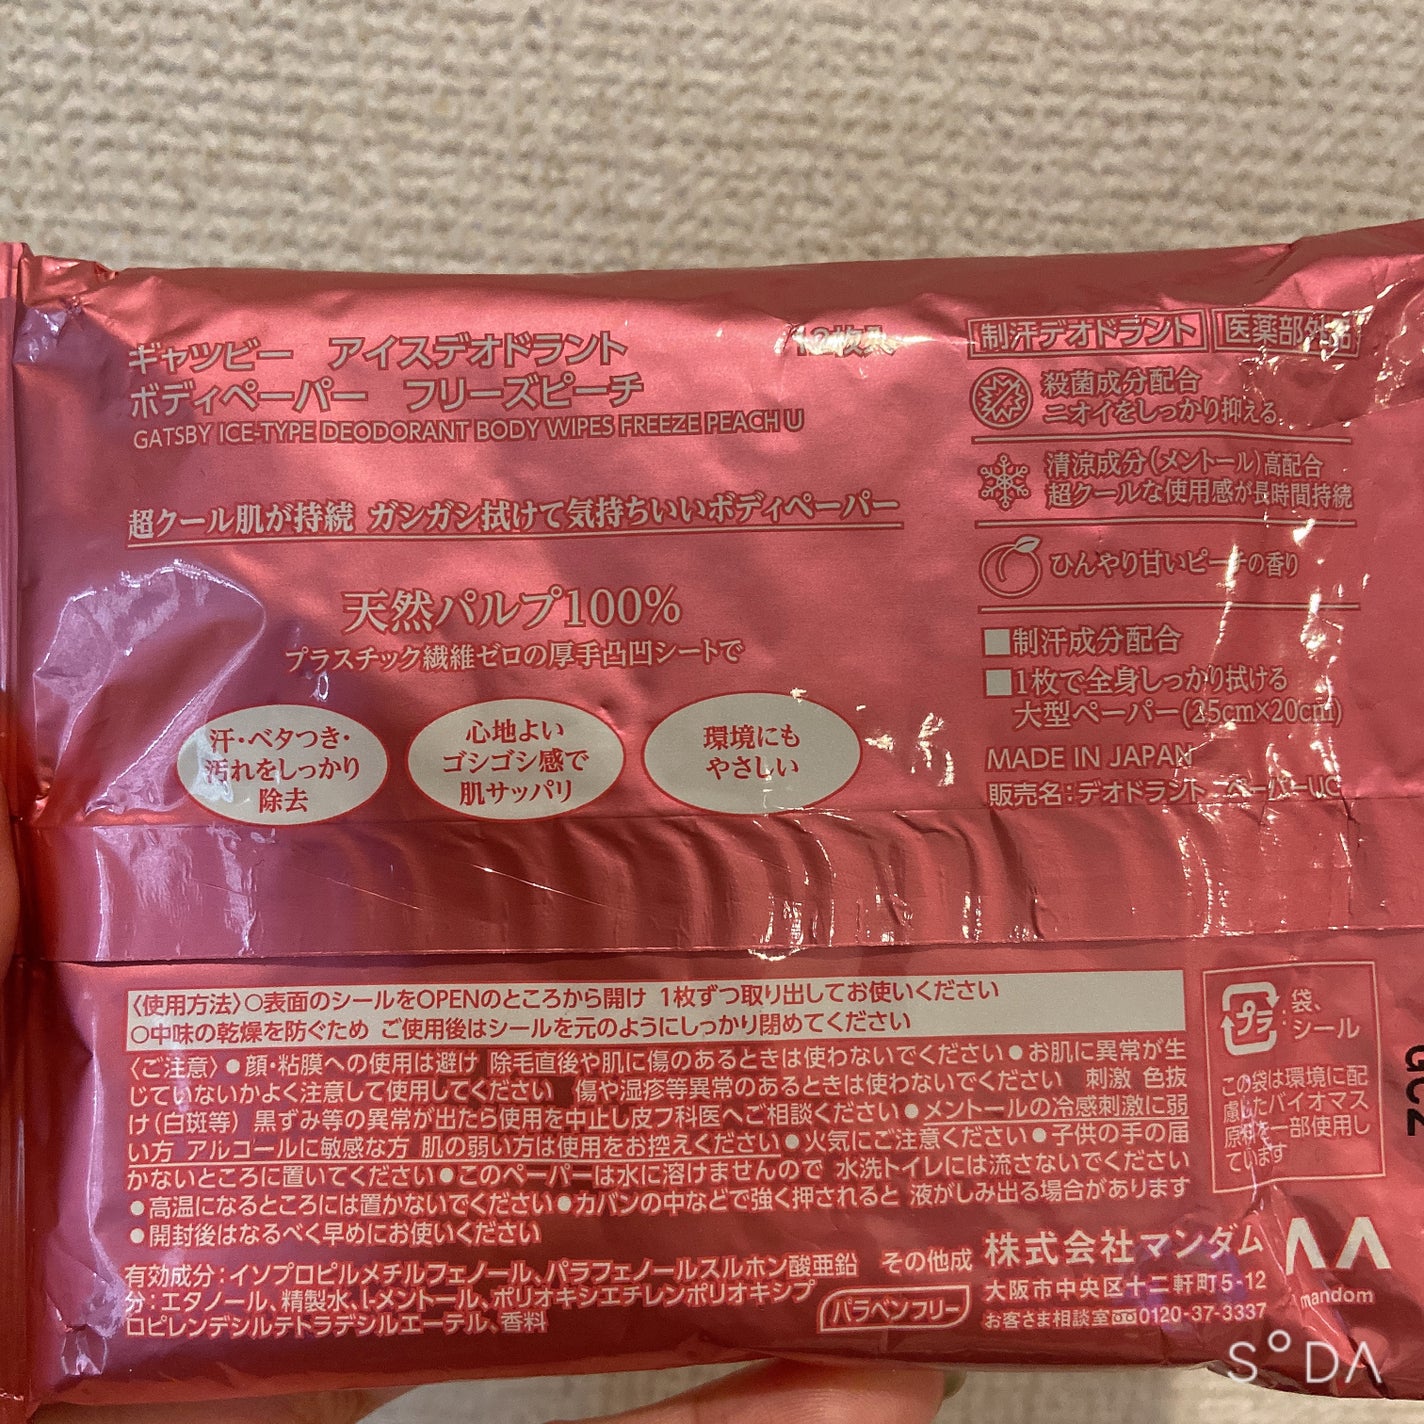 ギャツビー アイスデオドラント
ボディペーパー フリーズピーチ
GATSBY ICE-TYPE DEODORANT BODY WIPES FREEZE PEACH U
12枚入
超クール肌が持続 ガシガシ拭けて気持ちいいボディペーパー
天然パルプ100%
プラスチック繊維ゼロの厚手凸凹シートで
汗・ベタつき・
汚れをしっかり
除去
心地よい
ゴシゴシ感で
肌サッパリ
環境にも
やさしい
制汗デオドラント 医薬部外品
殺菌成分配合
ニオイをしっかり抑える
清涼成分(メントール)高配合
超クールな使用感が長時間持続
ひんやり甘いピーチの香り
■制汗成分配合
■1枚で全身しっかり拭ける
大型ペーパー(25cm×20cm)
MADE IN JAPAN
販売名:デオドラントペーパーUC
〈使用方法〉○表面のシールをOPENのところから開け 1枚ずつ取り出してお使いください
○中味の乾燥を防ぐため ご使用後はシールを元のようにしっかり閉めてください
〈ご注意〉●顔・粘膜への使用は避け 除毛直後や肌に傷のあるときは使わないでください●お肌に異常が生
じていないかよく注意して使用してください 傷や湿疹等異常のあるときは使わないでください 刺激 色抜
け(白斑等) 黒ずみ等の異常が出たら使用を中止し皮フ科医へご相談ください●メントールの冷感刺激に弱
い方 アルコールに敏感な方 肌の弱い方は使用をお控えください●火気にご注意ください●子供の手の届
かないところに置いてください●このペーパーは水に溶けませんので 水洗トイレには流さないでください
●高温になるところには置かないでください●カバンの中などで強く押されると 液がしみ出る場合があります
●開封後はなるべく早めにお使いください
有効成分:イソプロピルメチルフェノール、パラフェノールスルホン酸亜鉛 その他成
分:エタノール、精製水、l-メントール、ポリオキシエチレンポリオキシプ
ロピレンデシルテトラデシルエーテル、香料
パラベンフリー
プラ
袋、
シール
この袋は環境に配
慮したバイオマス
原料を一部使用し
ています
株式会社マンダム
大阪市中央区十二軒町5-12
お客さま相談室 0120-37-3337
mandom
S°DA